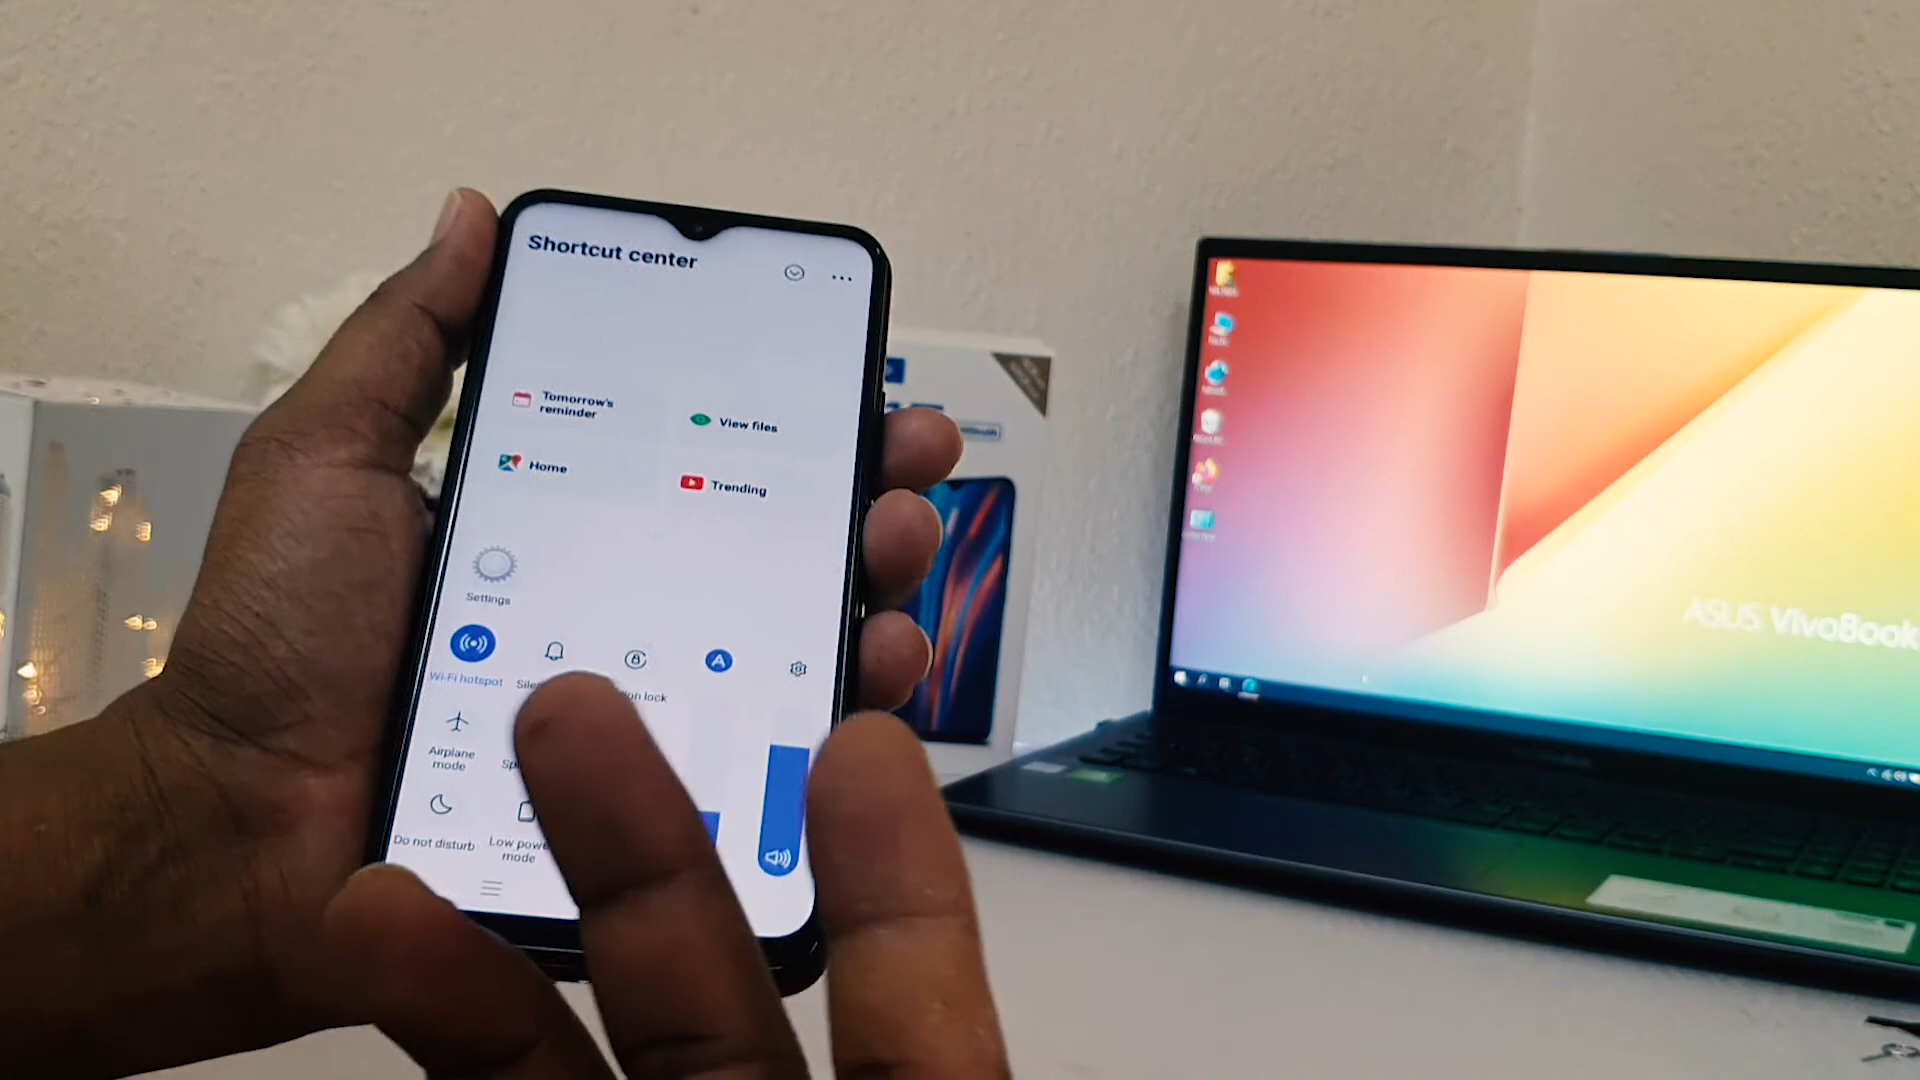 Shortcut center
Tomorrow's
reminder
View files
Home
Trending
Settings
Wi-Fi hotspot
Airplane
mode
Do not disturb
Low
mode
lock
ASUS VivoBook